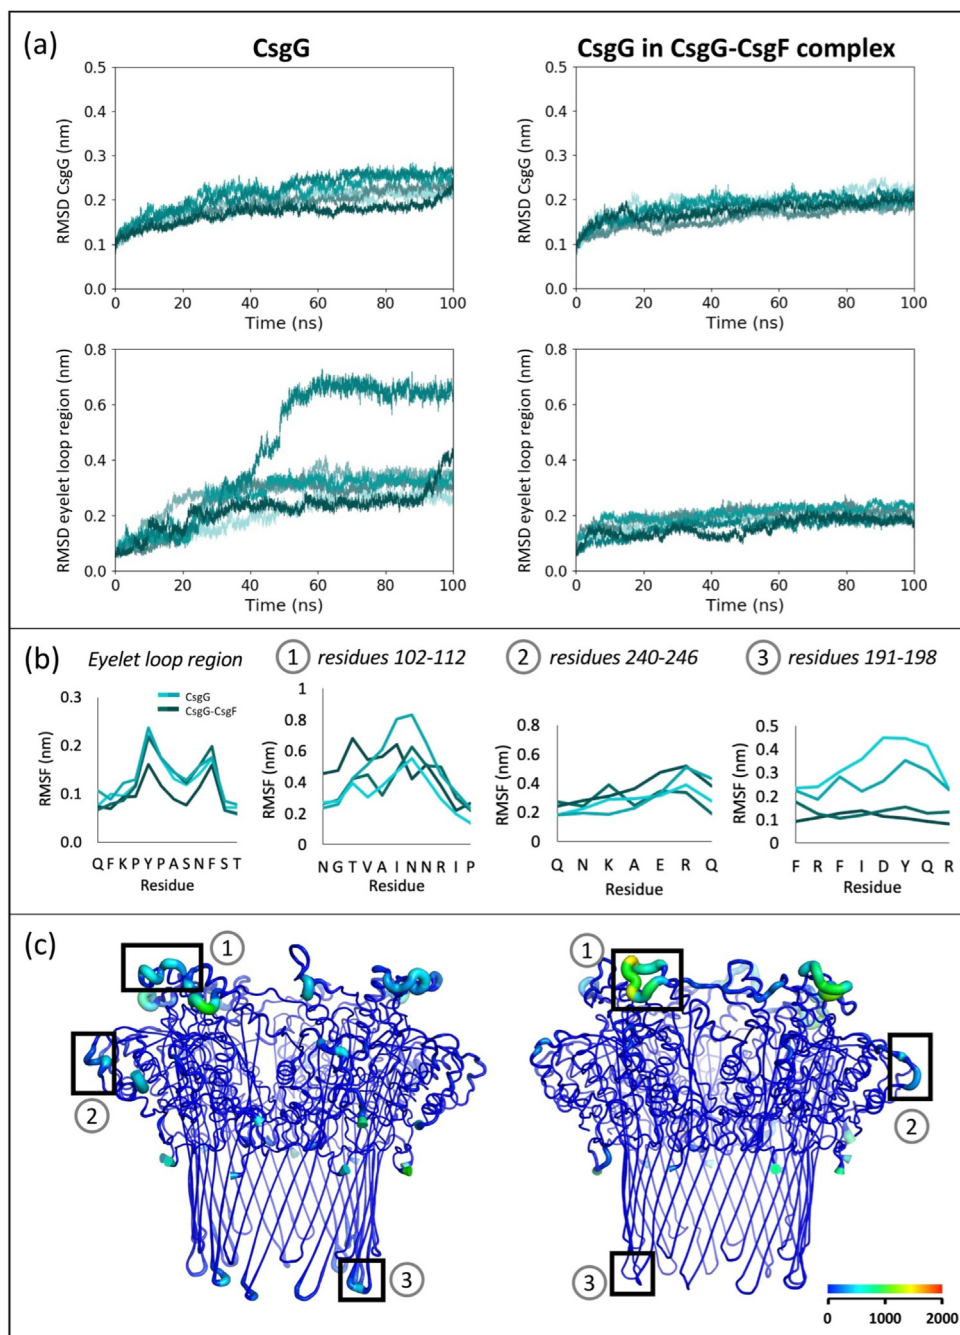 (a)
CsgG
CsgG in CsgG-CsgF complex
0.5
0.4
0.3
0.2
0.1
0.0
RMSD CsgG (nm)
0 20 40 60 80 100
Time (ns)
0.5
0.4
0.3
0.2
0.1
0.0
RMSD CsgG (nm)
0 20 40 60 80 100
Time (ns)
0.8
0.6
0.4
0.2
0.0
RMSD eyelet loop region (nm)
0 20 40 60 80 100
Time (ns)
0.8
0.6
0.4
0.2
0.0
RMSD eyelet loop region (nm)
0 20 40 60 80 100
Time (ns)
(b)
Eyelet loop region
0.3
0.2
0.1
0.0
RMSF (nm)
CsgG
CsgG-CsgF
Q F K P Y P A S N F S T
Residue
1 residues 102-112
1
0.8
0.6
0.4
0.2
0
RMSF (nm)
N G T V A I N N R I P
Residue
2 residues 240-246
0.8
0.6
0.4
0.2
0
RMSF (nm)
Q N K A E R Q
Residue
3 residues 191-198
0.5
0.4
0.3
0.2
0.1
0
RMSF (nm)
F R F I D Y Q R
Residue
(c)
1
2
3
1
2
3
0 1000 2000